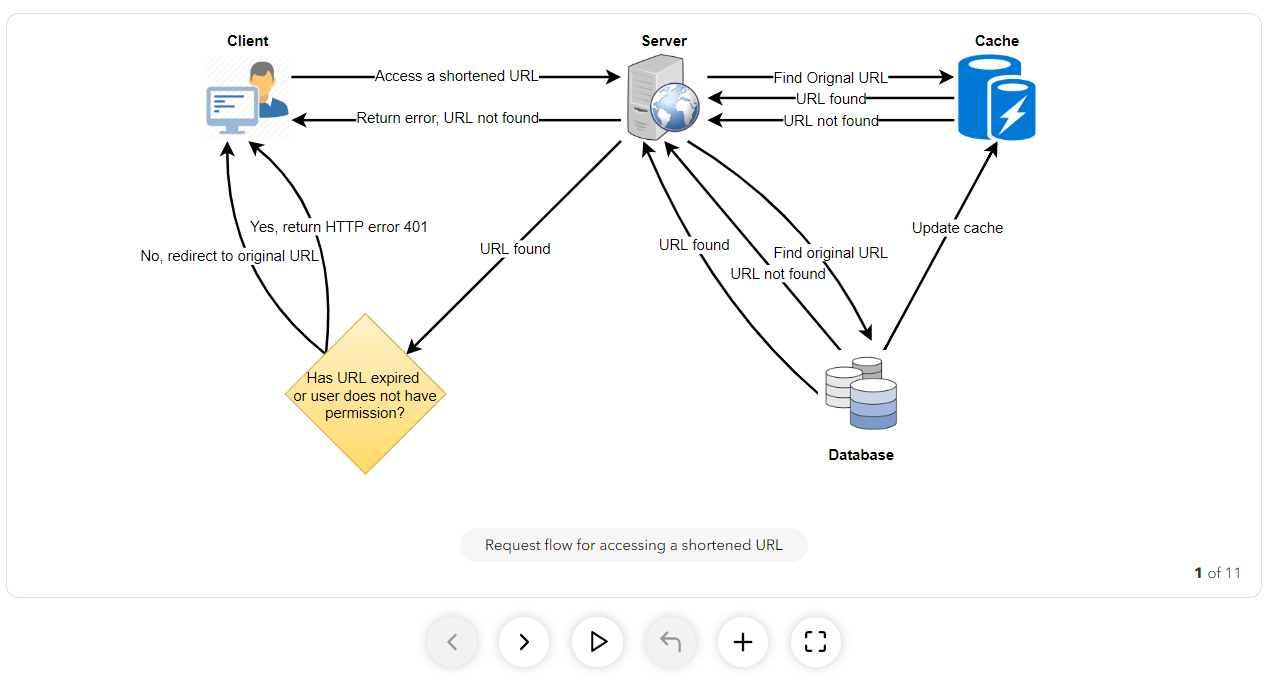 Client
Server
Cache
Access a shortened URL
Find Orignal URL
URL found
Return error, URL not found
URL not found
Yes, return HTTP error 401
No, redirect to original URL
URL found
URL found
Find original URL
URL not found
Update cache
Has URL expired
or user does not have
permission?
Database
Request flow for accessing a shortened URL
1 of 11